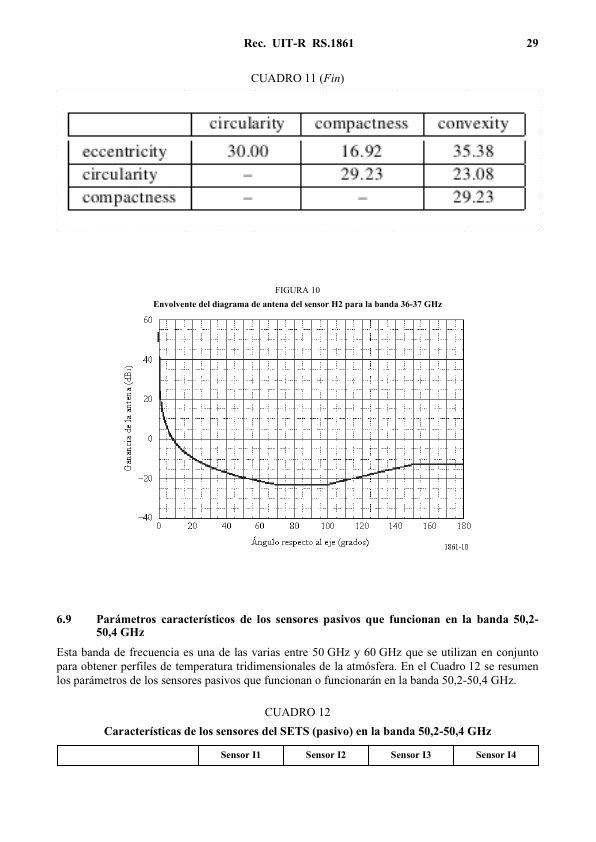 Rec. UIT-R RS.1861 29
CUADRO 11 (Fin)
circularity compactness convexity
eccentricity 30.00 16.92 35.38
circularity – 29.23 23.08
compactness – – 29.23
FIGURA 10
Envolvente del diagrama de antena del sensor H2 para la banda 36-37 GHz
Ganancia de la antena (dBi)
60
40
20
0
–20
–40
0 20 40 60 80 100 120 140 160 180
Ángulo respecto al eje (grados)
1861-10
6.9 Parámetros característicos de los sensores pasivos que funcionan en la banda 50,2-
50,4 GHz
Esta banda de frecuencia es una de las varias entre 50 GHz y 60 GHz que se utilizan en conjunto
para obtener perfiles de temperatura tridimensionales de la atmósfera. En el Cuadro 12 se resumen
los parámetros de los sensores pasivos que funcionan o funcionarán en la banda 50,2-50,4 GHz.
CUADRO 12
Características de los sensores del SETS (pasivo) en la banda 50,2-50,4 GHz
Sensor I1 Sensor I2 Sensor I3 Sensor I4